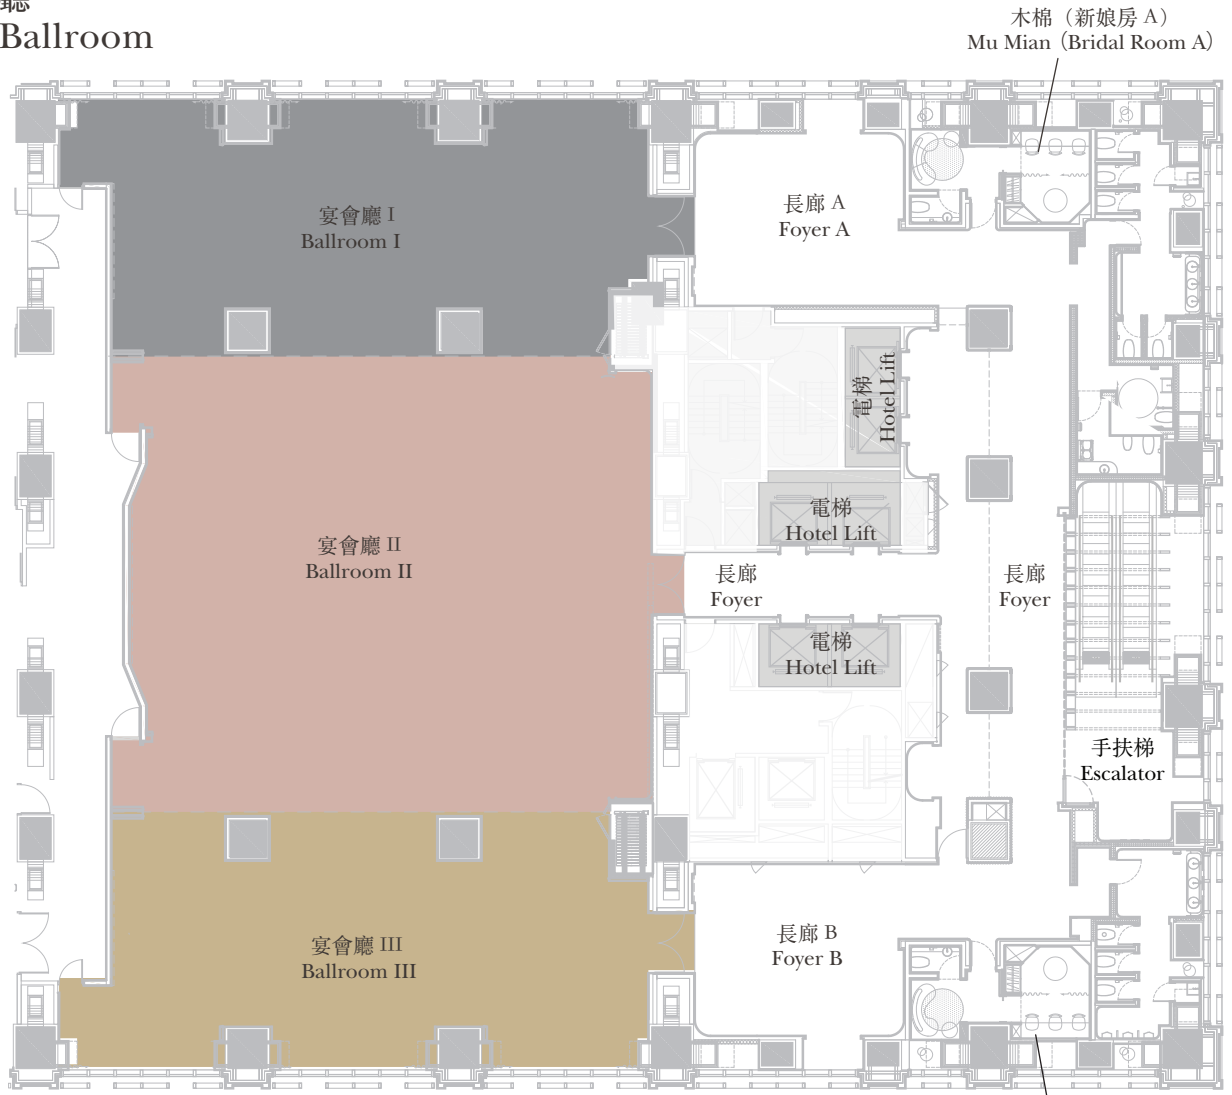 廳
Ballroom
木棉（新娘房 A）
Mu Mian (Bridal Room A)
宴會廳 I
Ballroom I
長廊 A
Foyer A
電梯
Hotel Lift
電梯
Hotel Lift
宴會廳 II
Ballroom II
長廊
Foyer
長廊
Foyer
電梯
Hotel Lift
手扶梯
Escalator
宴會廳 III
Ballroom III
長廊 B
Foyer B